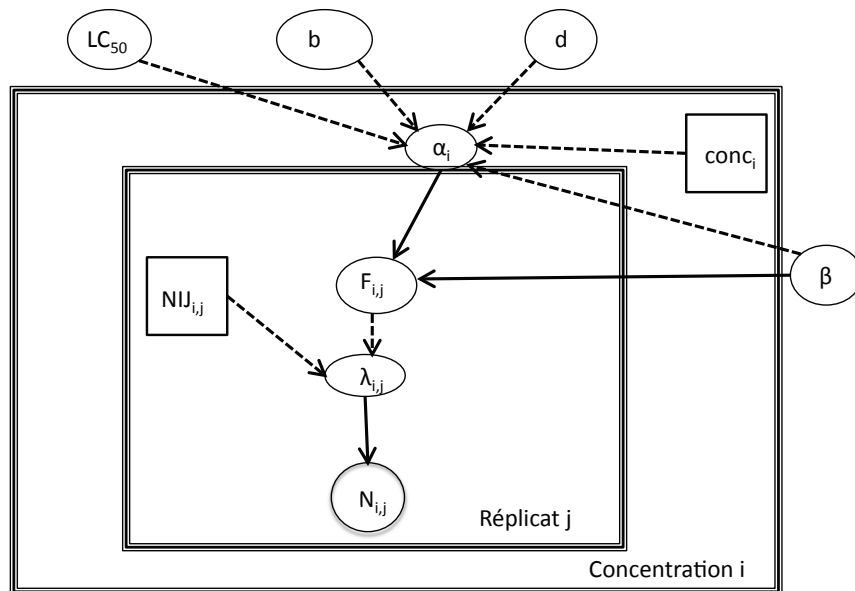 LC₅₀
b
d
αᵢ
concᵢ
β
Fᵢ,ⱼ
NIJᵢ,ⱼ
λᵢ,ⱼ
Nᵢ,ⱼ
Réplicat j
Concentration i